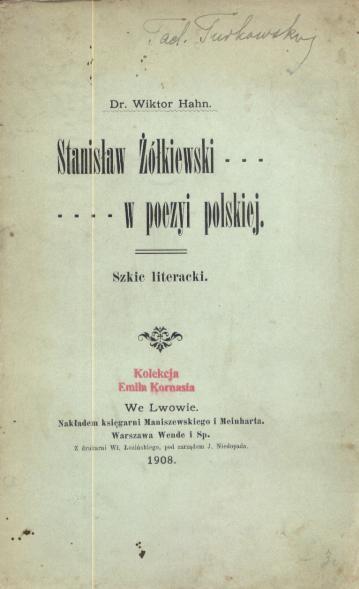 Tad. Turkowski
Dr. Wiktor Hahn.
Stanisław Żółkiewski - - -
- - - - w poezyi polskiej.
Szkic literacki.
Kolekcja
Emila Kornasia
We Lwowie.
Nakładem księgarni Maniszewskiego i Meinharta.
Warszawa Wende i Sp.
Z drukarni Wł. Łozińskiego, pod zarządem J. Niedopada.
1908.